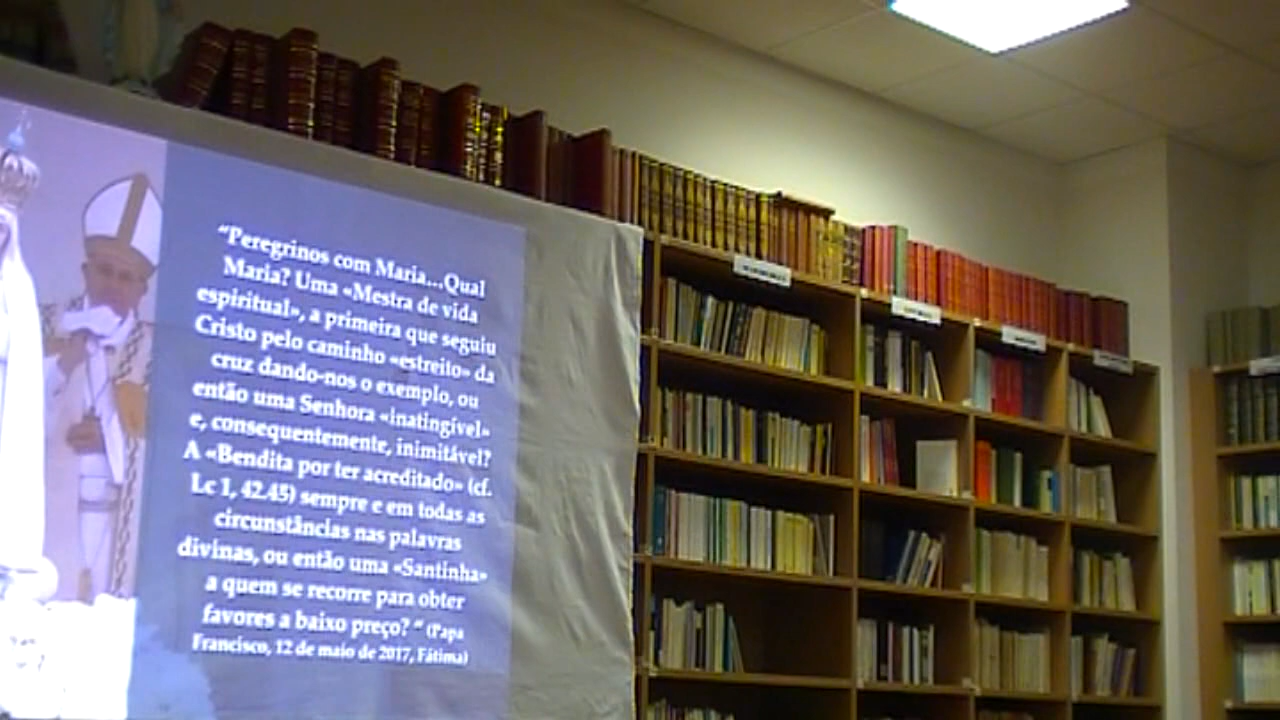 “Peregrinos com Maria...Qual
Maria? Uma «Mestra de vida
espiritual», a primeira que seguiu
Cristo pelo caminho «estreito» da
cruz dando-nos o exemplo, ou
então uma Senhora «inatingível»
e, consequentemente, inimitável?
A «Bendita por ter acreditado» (cf.
Lc 1, 42.45) sempre e em todas as
circunstâncias nas palavras
divinas, ou então uma «Santinha»
a quem se recorre para obter
favores a baixo preço? “ (Papa
Francisco, 12 de maio de 2017, Fátima)